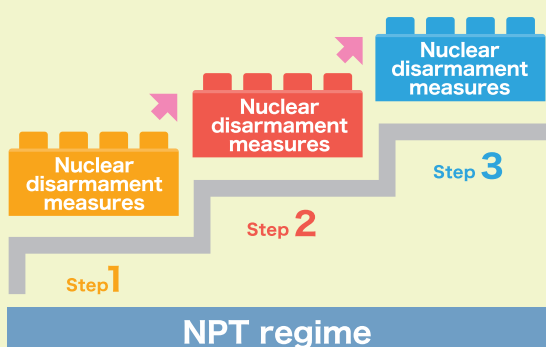 Nuclear
disarmament
measures
Step 1
Nuclear
disarmament
measures
Step 2
Nuclear
disarmament
measures
Step 3
NPT regime